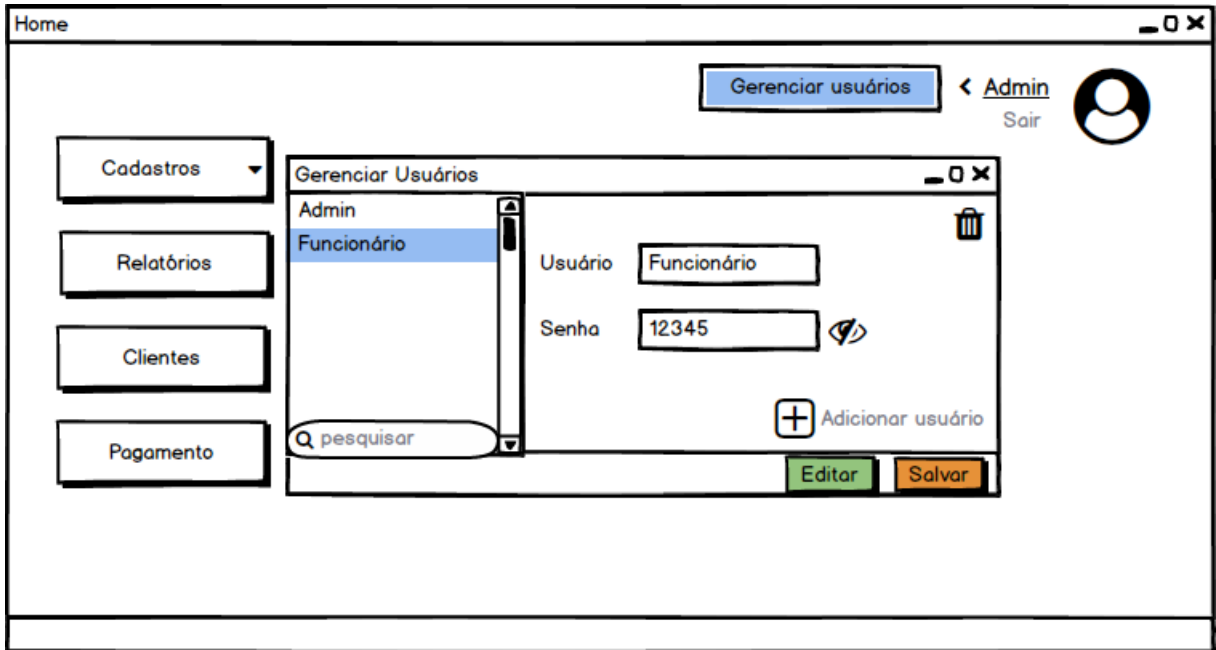 Home
Gerenciar usuários
Admin
Sair
Cadastros
Relatórios
Clientes
Pagamento
Gerenciar Usuários
Admin
Funcionário
pesquisar
Usuário Funcionário
Senha 12345
Adicionar usuário
Editar Salvar